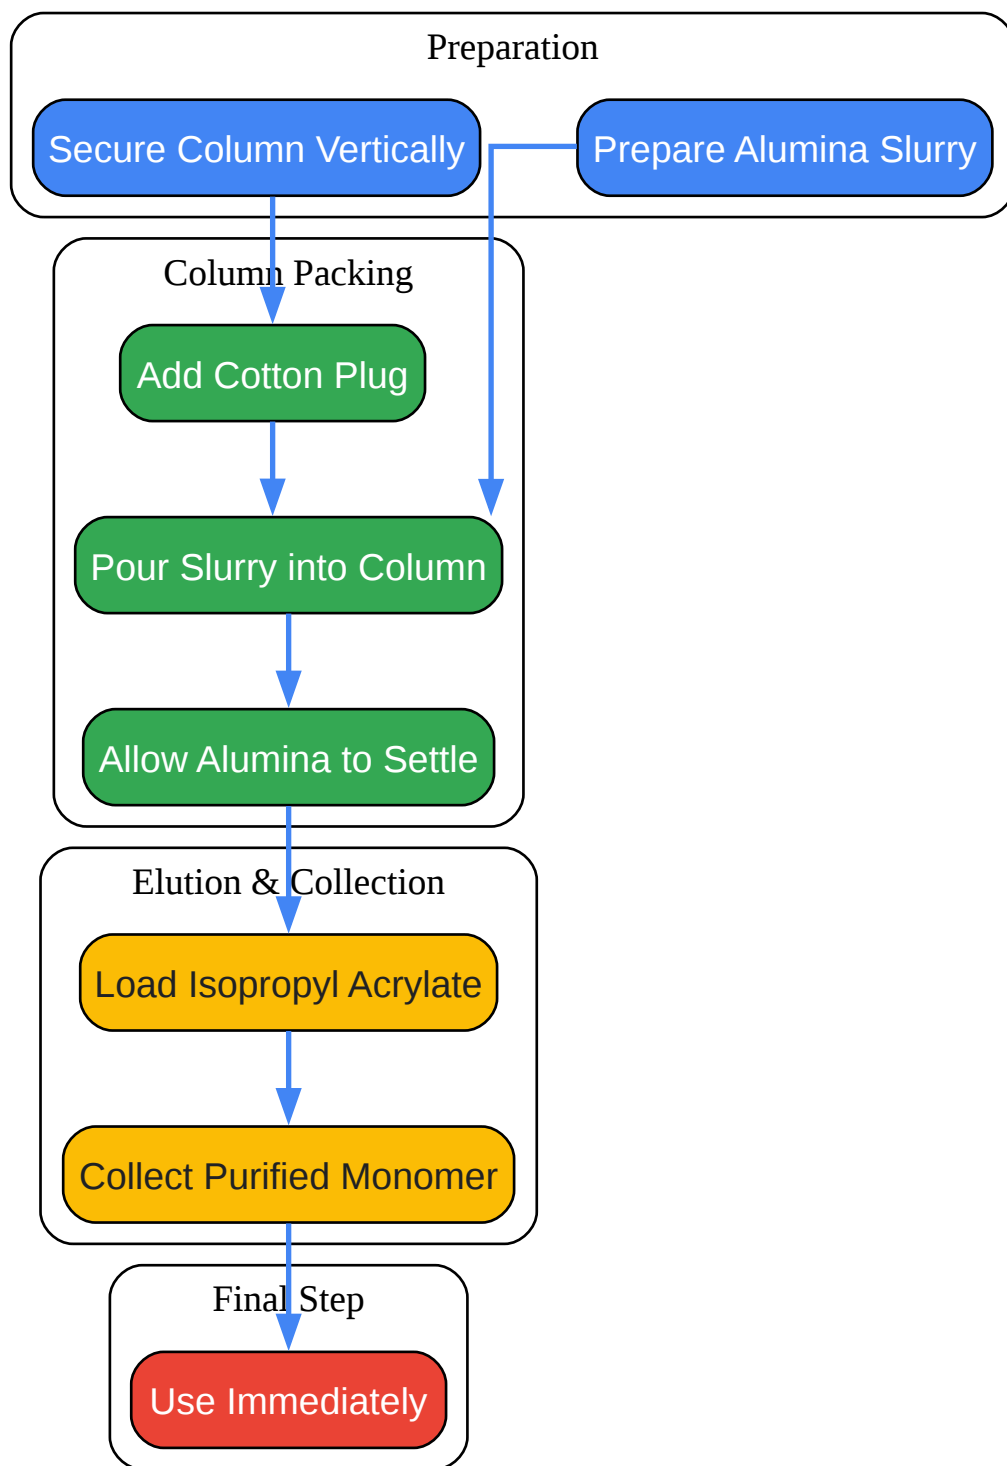 Preparation
Secure Column Vertically
Prepare Alumina Slurry
Column Packing
Add Cotton Plug
Pour Slurry into Column
Allow Alumina to Settle
Elution & Collection
Load Isopropyl Acrylate
Collect Purified Monomer
Final Step
Use Immediately